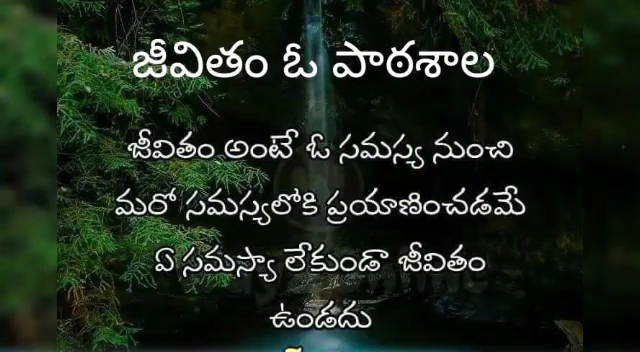 జీవితం ఓ పాఠశాల
జీవితం అంటే ఓ సమస్య నుంచి
మరో సమస్యలోకి ప్రయాణించడమే
ఏ సమస్యా లేకుండా జీవితం
ఉండదు